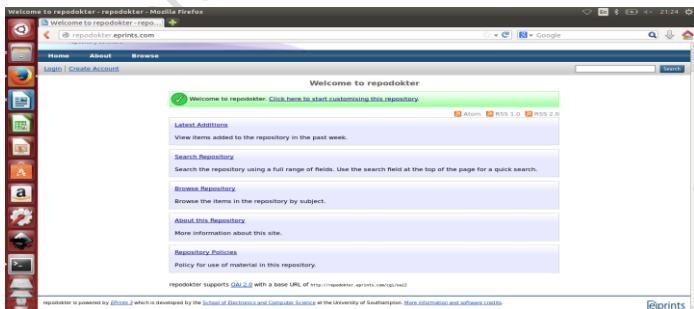 Welcome to repodokter - repodokter - Mozilla Firefox
21:24
Welcome to repodokter - repo...
repodokter.eprints.com
Google
Home About Browse
Login | Create Account
Search
Welcome to repodokter
Welcome to repodokter. Click here to start customising this repository.
Atom RSS 1.0 RSS 2.0
Latest Additions
View items added to the repository in the past week.
Search Repository
Search the repository using a full range of fields. Use the search field at the top of the page for a quick search.
Browse Repository
Browse the items in the repository by subject.
About this Repository
More information about this site.
Repository Policies
Policy for use of material in this repository.
repodokter supports OAI 2.0 with a base URL of http://repodokter.eprints.com/cgi/oai2
repodokter is powered by EPrints 3 which is developed by the School of Electronics and Computer Science at the University of Southampton. More information and software credits.
eprints